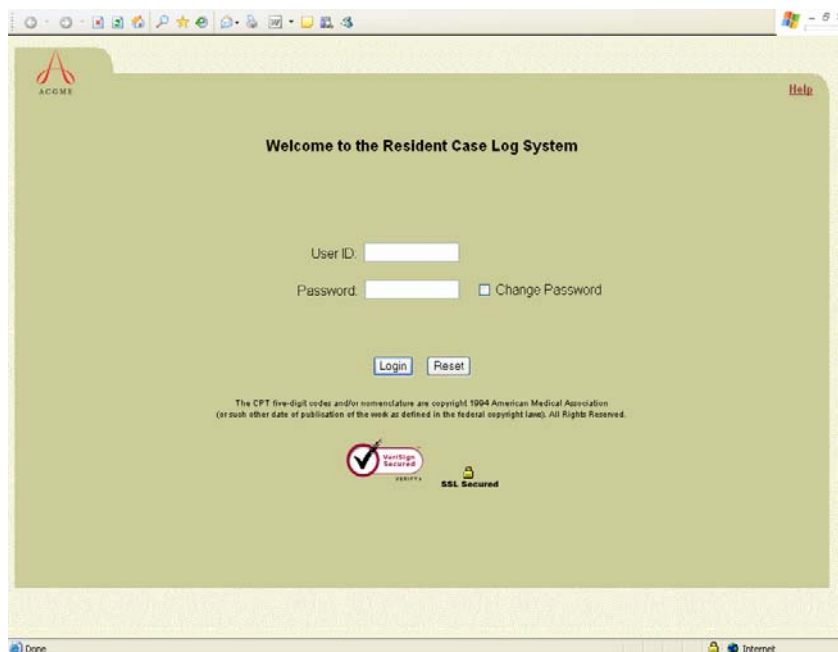 ACGME
Help
Welcome to the Resident Case Log System
User ID:
Password:
Change Password
Login
Reset
The CPT five-digit codes and/or nomenclature are copyright 1994 American Medical Association
(or such other date of publication of the work as defined in the federal copyright laws). All Rights Reserved.
VeriSign
Secured
VERIFY
SSL Secured
Done
Internet